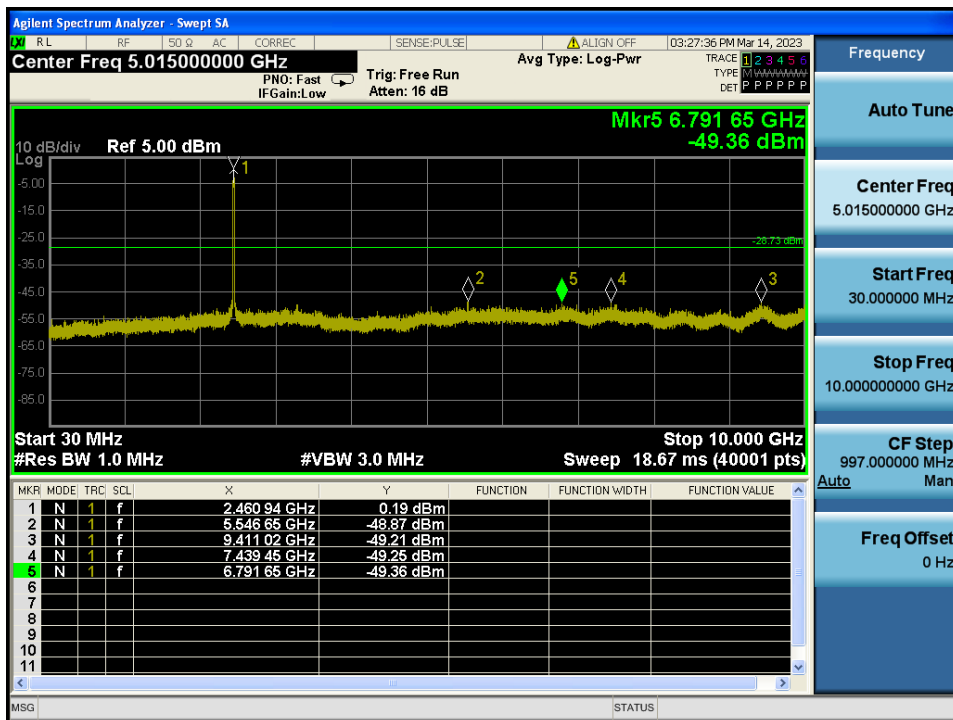 Agilent Spectrum Analyzer - Swept SA
LXI RL RF 50 Ω AC CORREC SENSE:PULSE ALIGN OFF 03:27:36 PM Mar 14, 2023
Center Freq 5.015000000 GHz
PNO: Fast
IFGain:Low
Trig: Free Run
Atten: 16 dB
Avg Type: Log-Pwr
TRACE 1 2 3 4 5 6
TYPE M
DET P P P P P P
Mkr5 6.791 65 GHz
-49.36 dBm
10 dB/div
Log
Ref 5.00 dBm
-5.00
-15.0
-25.0
-35.0
-45.0
-55.0
-65.0
-75.0
-85.0
1
2
5
4
3
-28.73 dBm
Start 30 MHz
Stop 10.000 GHz
#Res BW 1.0 MHz
#VBW 3.0 MHz
Sweep 18.67 ms (40001 pts)
MKR MODE TRC SCL X Y FUNCTION FUNCTION WIDTH FUNCTION VALUE
1 N 1 f 2.460 94 GHz 0.19 dBm
2 N 1 f 5.546 65 GHz -48.87 dBm
3 N 1 f 9.411 02 GHz -49.21 dBm
4 N 1 f 7.439 45 GHz -49.25 dBm
5 N 1 f 6.791 65 GHz -49.36 dBm
6
7
8
9
10
11
MSG
STATUS
Frequency
Auto Tune
Center Freq
5.015000000 GHz
Start Freq
30.000000 MHz
Stop Freq
10.000000000 GHz
CF Step
997.000000 MHz
Auto Man
Freq Offset
0 Hz